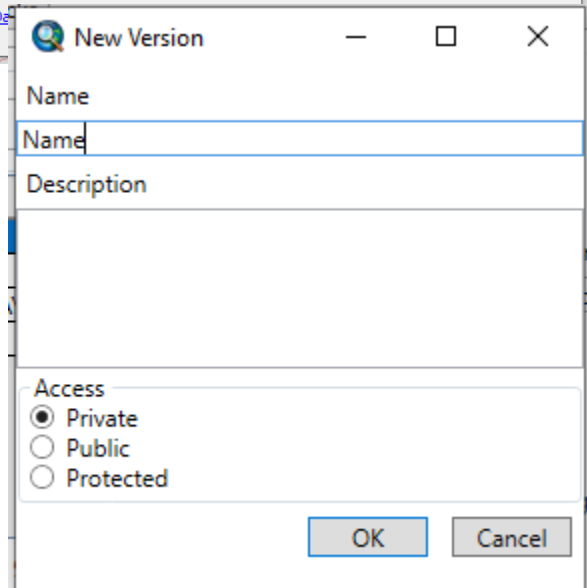 New Version
Name
Name
Description
Access
Private
Public
Protected
OK
Cancel